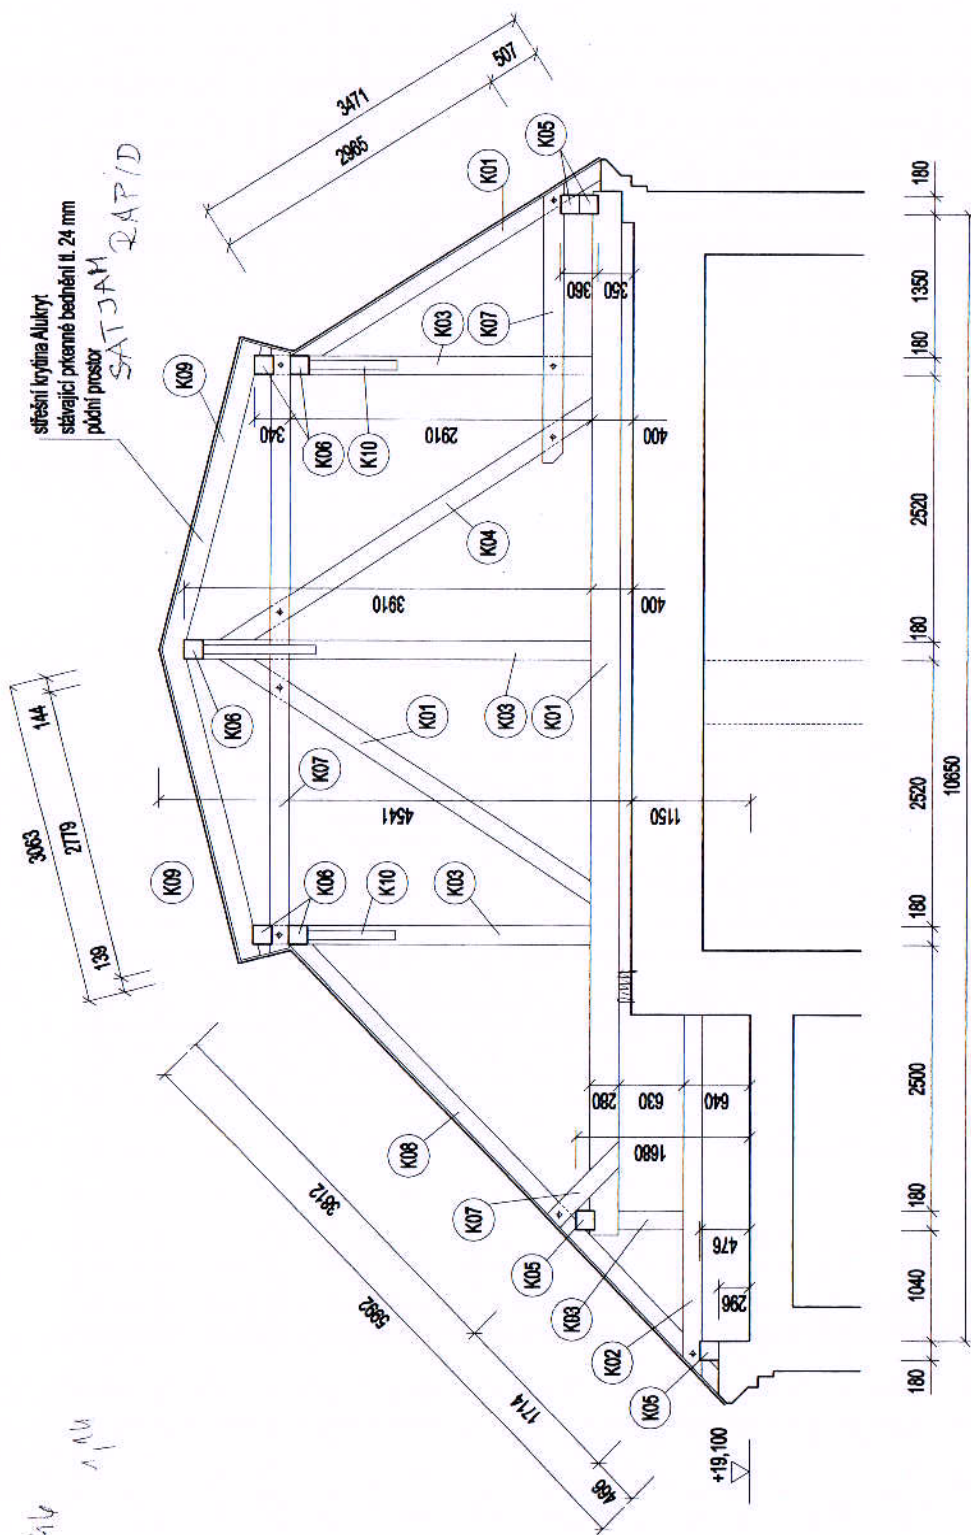 střešní krytina Alukryt
stávající prkenné bednění tl. 24 mm
půdní prostor
SATJAM RAPID
K09
3471
2965
507
K05
K01
K03
K07
360
350
K06
K10
340
2910
400
K04
3910
400
K06
K03
K01
K01
K07
4541
1150
3063
144
2779
139
K09
K06
K10
K03
K08
280
630
640
1680
K07
K05
K03
476
296
K02
K05
3812
5992
1714
466
+19,100
180
1040
180
2500
180
2520
180
2520
180
1350
180
10650